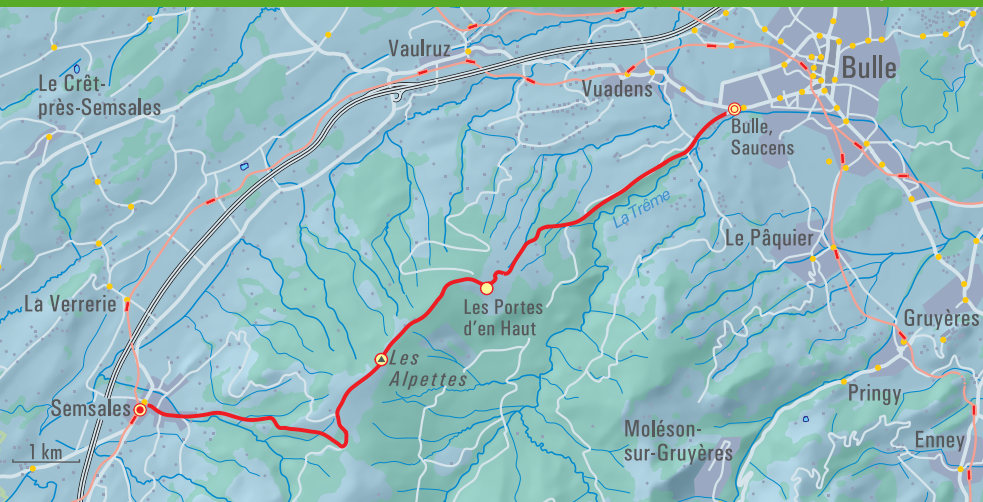 Vaulruz
Bulle
Le Crêt-
près-Semsales
Vuadens
Bulle,
Saucens
La Trême
Le Pâquier
La Verrerie
Les Portes
d'en Haut
Gruyères
Les
Alpettes
Pringy
Semsales
Moléson-
sur-Gruyères
Enney
1 km